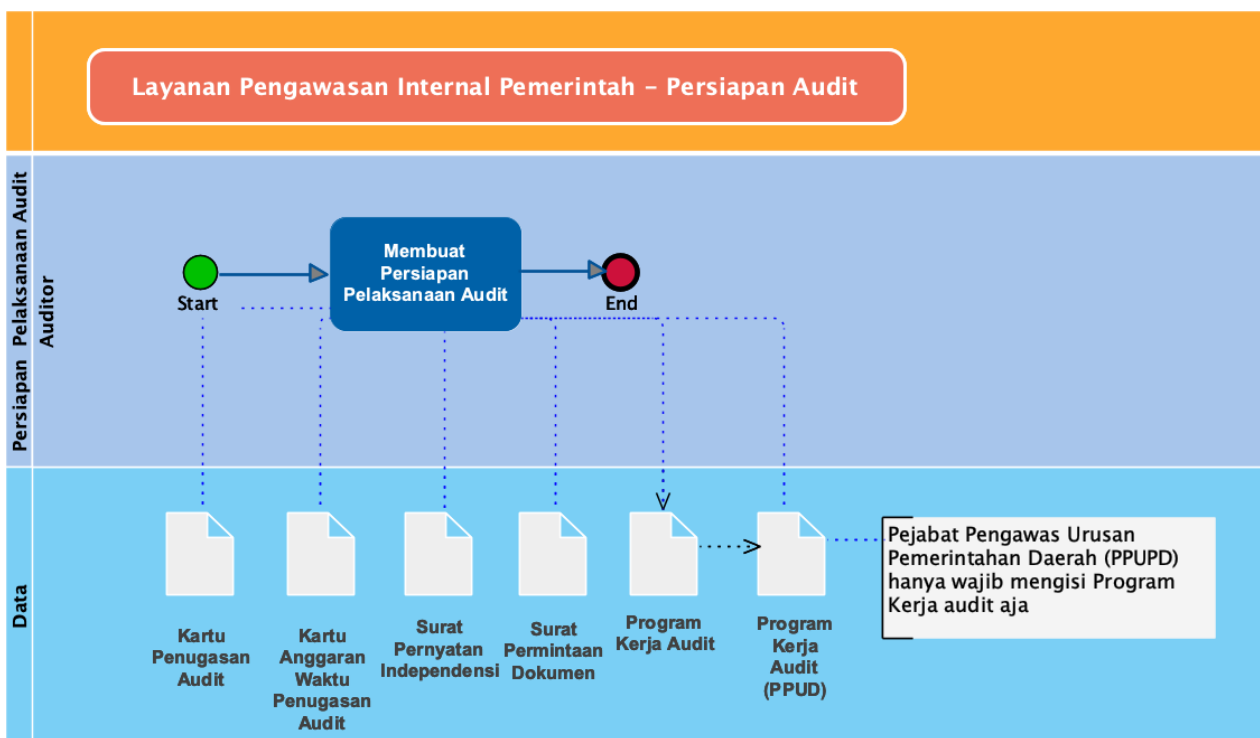 Layanan Pengawasan Internal Pemerintah – Persiapan Audit
Persiapan Pelaksanaan Audit
Auditor
Start
Membuat
Persiapan
Pelaksanaan Audit
End
Data
Kartu
Penugasan
Audit
Kartu
Anggaran
Waktu
Penugasan
Audit
Surat
Pernyatan
Independensi
Surat
Permintaan
Dokumen
Program
Kerja Audit
Program
Kerja
Audit
(PPUD)
Pejabat Pengawas Urusan
Pemerintahan Daerah (PPUPD)
hanya wajib mengisi Program
Kerja audit aja